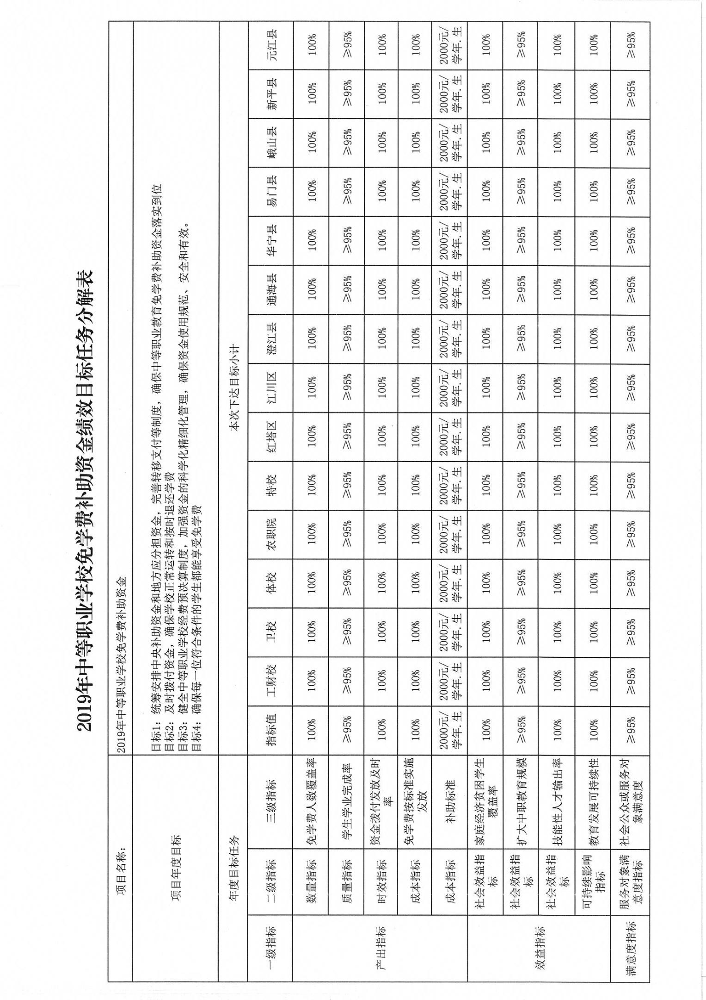 2019年中等职业学校免学费补助资金绩效目标任务分解表
项目名称： 2019年中等职业学校免学费补助资金
项目年度目标
目标1：统筹安排中央补助资金和地方应分担资金，完善转移支付等制度，确保中等职业教育免学费补助资金落实到位
目标2：及时拨付资金，确保学校正常运转和按时退还学费
目标3：健全中等职业学校经费预决算制度，加强资金的科学化精细化管理，确保资金使用规范、安全和有效。
目标4：确保每一位符合条件的学生都能享受免学费
年度目标任务 本次下达目标小计
一级指标 二级指标 三级指标 指标值 工财校 卫校 体校 农职院 特校 红塔区 江川区 澄江县 通海县 华宁县 易门县 峨山县 新平县 元江县
产出指标
数量指标 免学费人数覆盖率 100% 100% 100% 100% 100% 100% 100% 100% 100% 100% 100% 100% 100% 100% 100%
质量指标 学生学业完成率 ≥95% ≥95% ≥95% ≥95% ≥95% ≥95% ≥95% ≥95% ≥95% ≥95% ≥95% ≥95% ≥95% ≥95% ≥95%
时效指标 资金拨付发放及时
率 100% 100% 100% 100% 100% 100% 100% 100% 100% 100% 100% 100% 100% 100% 100%
成本指标 免学费按标准实施
发放 100% 100% 100% 100% 100% 100% 100% 100% 100% 100% 100% 100% 100% 100% 100%
成本指标 补助标准 2000元/ 2000元/ 2000元/ 2000元/ 2000元/ 2000元/ 2000元/ 2000元/ 2000元/ 2000元/ 2000元/ 2000元/ 2000元/ 2000元/ 2000元/
学年.生 学年.生 学年.生 学年.生 学年.生 学年.生 学年.生 学年.生 学年.生 学年.生 学年.生 学年.生 学年.生 学年.生 学年.生
效益指标
社会效益指 家庭经济贫困学生
标 覆盖率 100% 100% 100% 100% 100% 100% 100% 100% 100% 100% 100% 100% 100% 100% 100%
社会效益指
标 扩大中职教育规模 ≥95% ≥95% ≥95% ≥95% ≥95% ≥95% ≥95% ≥95% ≥95% ≥95% ≥95% ≥95% ≥95% ≥95% ≥95%
社会效益指
标 技能性人才输出率 100% 100% 100% 100% 100% 100% 100% 100% 100% 100% 100% 100% 100% 100% 100%
可持续影响
指标 教育发展可持续性 100% 100% 100% 100% 100% 100% 100% 100% 100% 100% 100% 100% 100% 100% 100%
满意度指标
服务对象满 社会公众或服务对
意度指标 象满意度 ≥95% ≥95% ≥95% ≥95% ≥95% ≥95% ≥95% ≥95% ≥95% ≥95% ≥95% ≥95% ≥95% ≥95% ≥95%